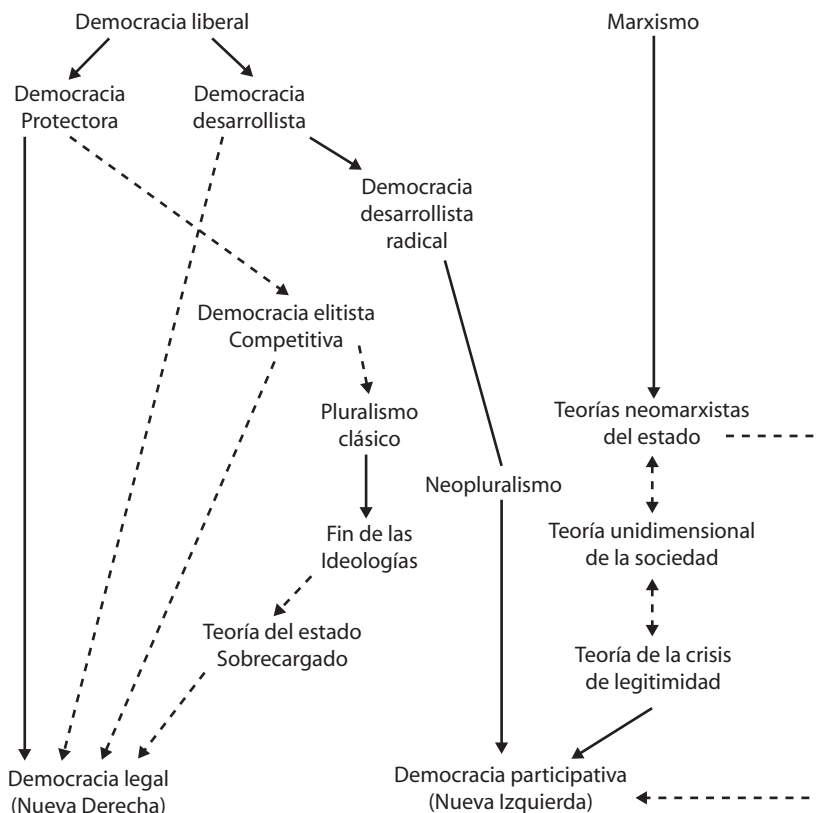 Democracia liberal
Marxismo
Democracia
Protectora
Democracia
desarrollista
Democracia
desarrollista
radical
Democracia elitista
Competitiva
Pluralismo
clásico
Teorías neomarxistas
del estado
Neopluralismo
Fin de las
Ideologías
Teoría unidimensional
de la sociedad
Teoría del estado
Sobrecargado
Teoría de la crisis
de legitimidad
Democracia legal
(Nueva Derecha)
Democracia participativa
(Nueva Izquierda)